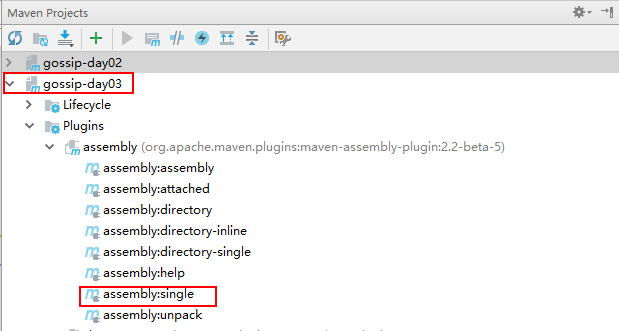 Maven Projects
gossip-day02
gossip-day03
Lifecycle
Plugins
assembly (org.apache.maven.plugins:maven-assembly-plugin:2.2-beta-5)
assembly:assembly
assembly:attached
assembly:directory
assembly:directory-inline
assembly:directory-single
assembly:help
assembly:single
assembly:unpack